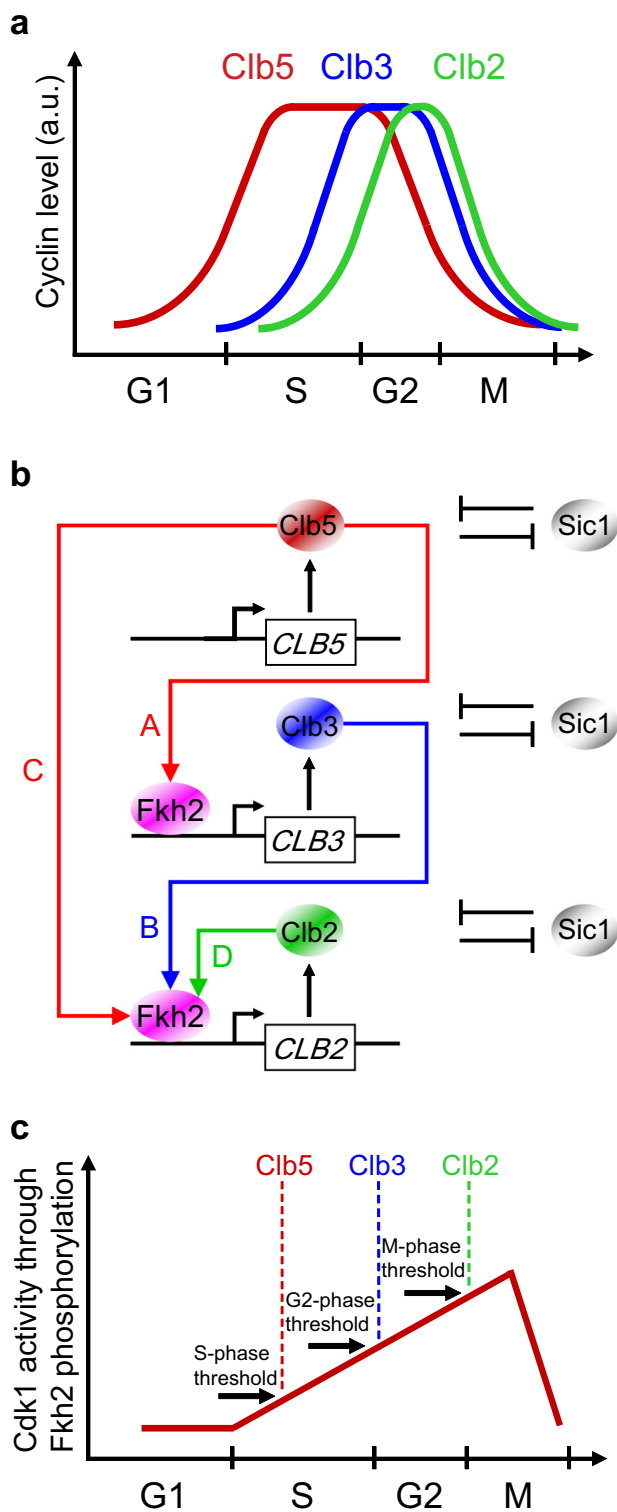 a
Clb5 Clb3 Clb2
Cyclin level (a.u.)
G1 S G2 M
b
Clb5 Sic1
CLB5
A
Clb3 Sic1
C
Fkh2
CLB3
B
Clb2 Sic1
D
Fkh2
CLB2
c
Clb5 Clb3 Clb2
Cdk1 activity through
Fkh2 phosphorylation
M-phase
threshold
G2-phase
threshold
S-phase
threshold
G1 S G2 M